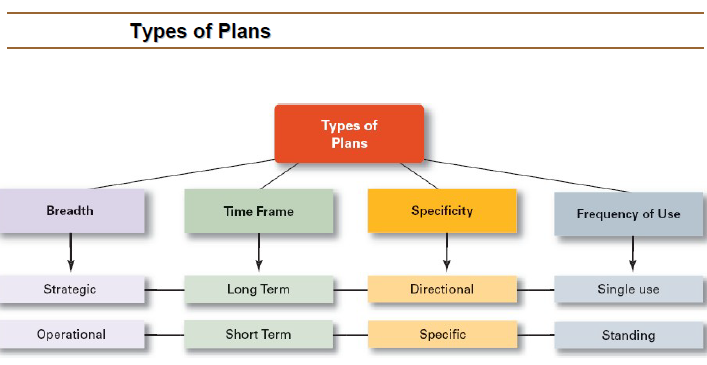 Types of Plans
Types of
Plans
Breadth
Time Frame
Specificity
Frequency of Use
Strategic
Long Term
Directional
Single use
Operational
Short Term
Specific
Standing